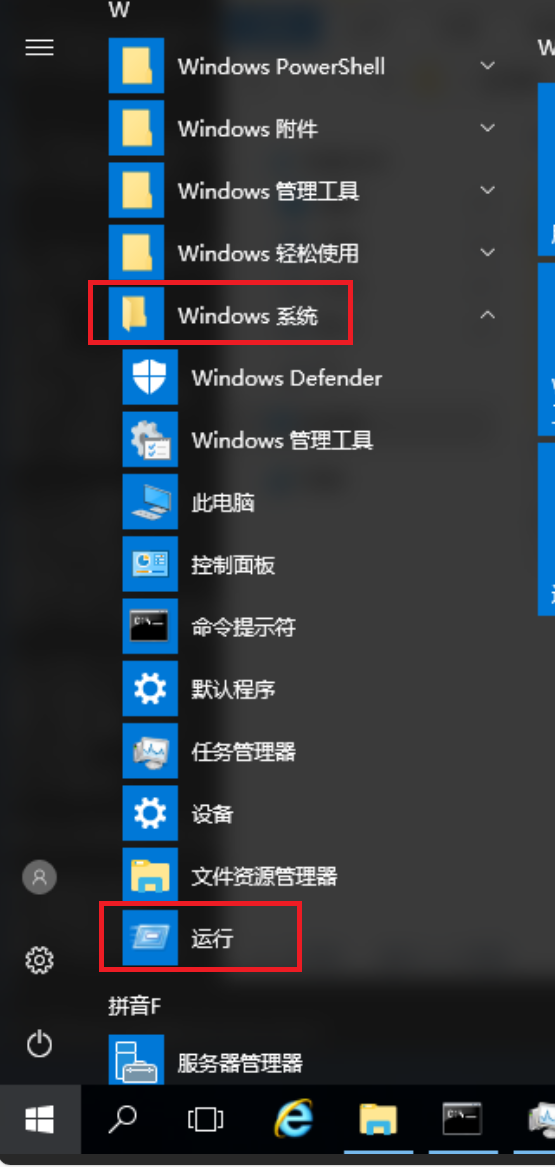 W
Windows PowerShell
Windows 附件
Windows 管理工具
Windows 轻松使用
Windows 系统
Windows Defender
Windows 管理工具
此电脑
控制面板
命令提示符
默认程序
任务管理器
设备
文件资源管理器
运行
拼音F
服务器管理器